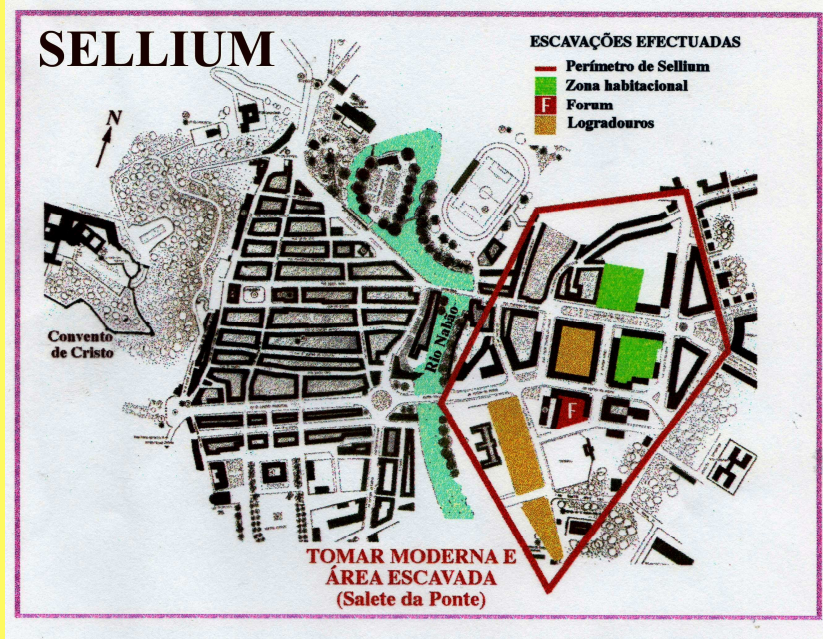 SELLIUM
ESCAVAÇÕES EFECTUADAS
Perímetro de Sellium
Zona habitacional
F Forum
Logradouros
N
Convento
de Cristo
Rio Nabão
F
TOMAR MODERNA E
ÁREA ESCAVADA
(Salete da Ponte)